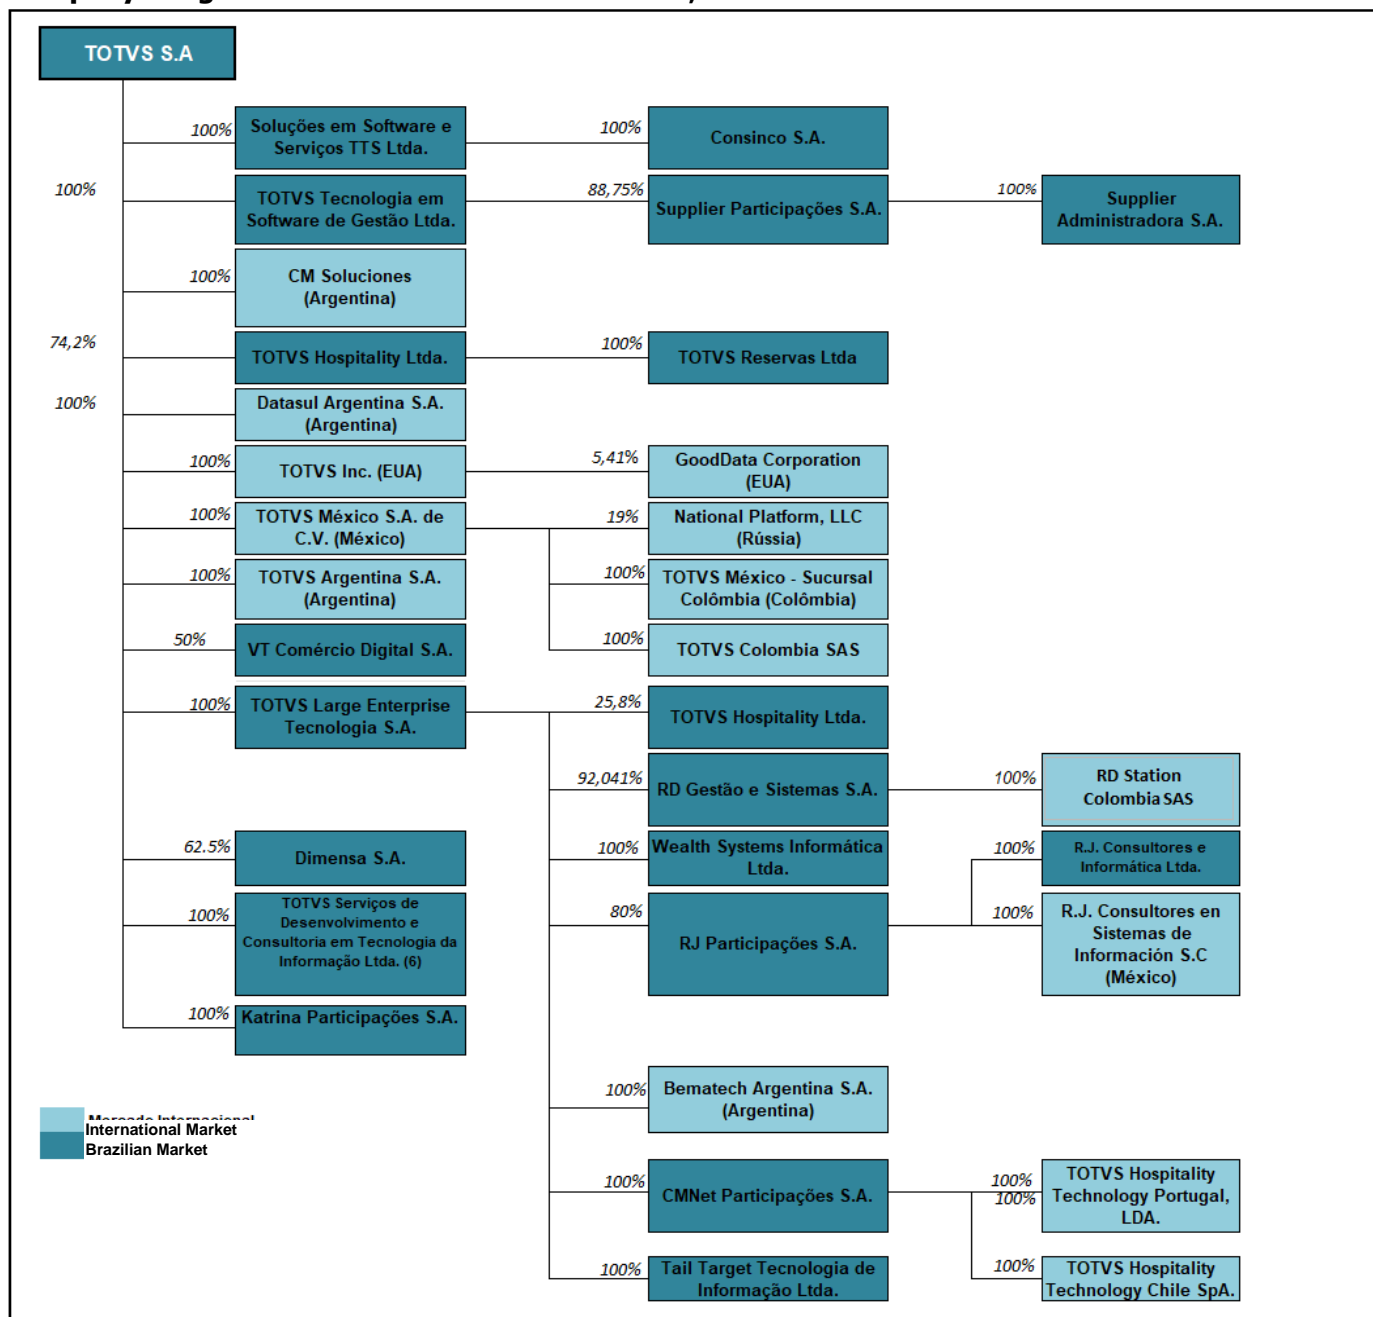 TOTVS S.A
100%
Soluções em Software e
Serviços TTS Ltda.
100%
Consinco S.A.
100%
TOTVS Tecnologia em
Software de Gestão Ltda.
88,75%
Supplier Participações S.A.
100%
Supplier
Administradora S.A.
100%
CM Soluciones
(Argentina)
74,2%
TOTVS Hospitality Ltda.
100%
TOTVS Reservas Ltda
100%
Datasul Argentina S.A.
(Argentina)
100%
TOTVS Inc. (EUA)
5,41%
GoodData Corporation
(EUA)
100%
TOTVS México S.A. de
C.V. (México)
19%
National Platform, LLC
(Rússia)
100%
TOTVS Argentina S.A.
(Argentina)
100%
TOTVS México - Sucursal
Colômbia (Colômbia)
50%
VT Comércio Digital S.A.
100%
TOTVS Colombia SAS
100%
TOTVS Large Enterprise
Tecnologia S.A.
25,8%
TOTVS Hospitality Ltda.
92,041%
RD Gestão e Sistemas S.A.
100%
RD Station
Colombia SAS
62.5%
Dimensa S.A.
100%
Wealth Systems Informática
Ltda.
100%
R.J. Consultores e
Informática Ltda.
100%
TOTVS Serviços de
Desenvolvimento e
Consultoria em Tecnologia da
Informação Ltda. (6)
80%
RJ Participações S.A.
100%
R.J. Consultores en
Sistemas de
Información S.C
(México)
100%
Katrina Participações S.A.
100%
Bematech Argentina S.A.
(Argentina)
International Market
Brazilian Market
100%
CMNet Participações S.A.
100%
100%
TOTVS Hospitality
Technology Portugal,
LDA.
100%
Tail Target Tecnologia de
Informação Ltda.
100%
TOTVS Hospitality
Technology Chile SpA.